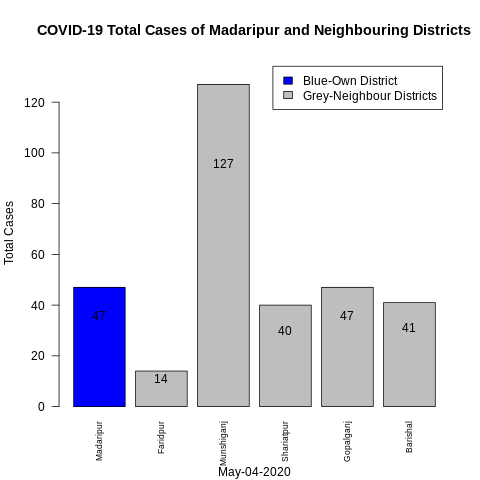 COVID-19 Total Cases of Madaripur and Neighbouring Districts
Blue-Own District
Grey-Neighbour Districts
Total Cases
120
100
80
60
40
20
0
47
14
127
40
47
41
Madaripur
Faridpur
Munshiganj
Shariatpur
Gopalganj
Barishal
May-04-2020